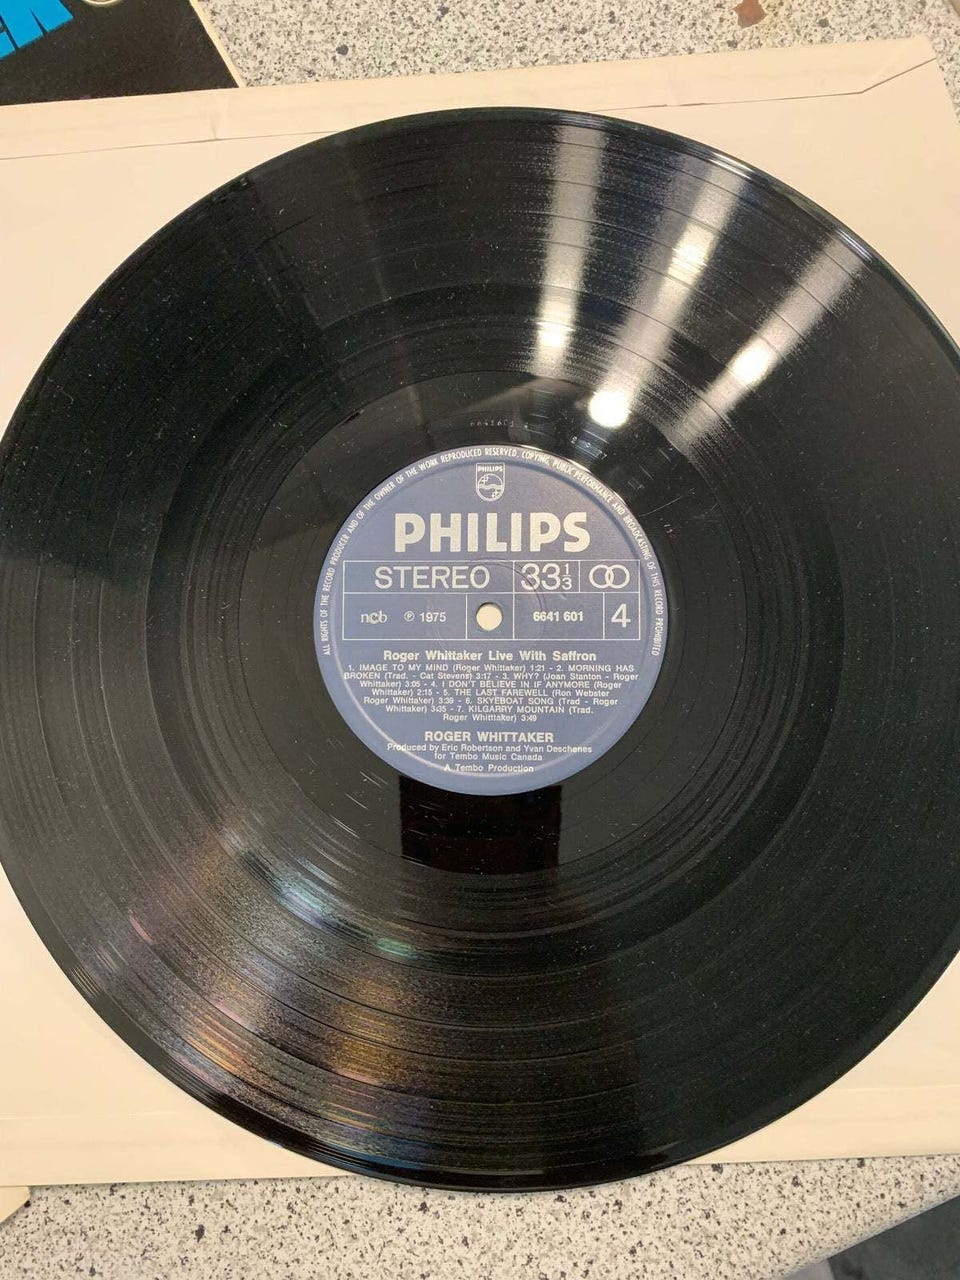 ALL RIGHTS OF THE RECORD PRODUCER AND OF THE OWNER OF THE WORK REPRODUCED RESERVED. COPYING, PUBLIC PERFORMANCE AND BROADCASTING OF THIS RECORD PROHIBITED
PHILIPS
PHILIPS
STEREO 33 1/3
ncb ℗ 1975 6641 601 4
Roger Whittaker Live With Saffron
1. IMAGE TO MY MIND (Roger Whittaker) 1:21 - 2. MORNING HAS
BROKEN (Trad. - Cat Stevens) 3:17 - 3. WHY? (Joan Stanton - Roger
Whittaker) 3:05 - 4. I DON'T BELIEVE IN IF ANYMORE (Roger
Whittaker) 2:15 - 5. THE LAST FAREWELL (Ron Webster
Roger Whittaker) 3:39 - 6. SKYEBOAT SONG (Trad - Roger
Whittaker) 3:35 - 7. KILGARRY MOUNTAIN (Trad.
Roger Whittaker) 3:49
ROGER WHITTAKER
Produced by Eric Robertson and Yvan Deschenes
for Tembo Music Canada
A Tembo Production